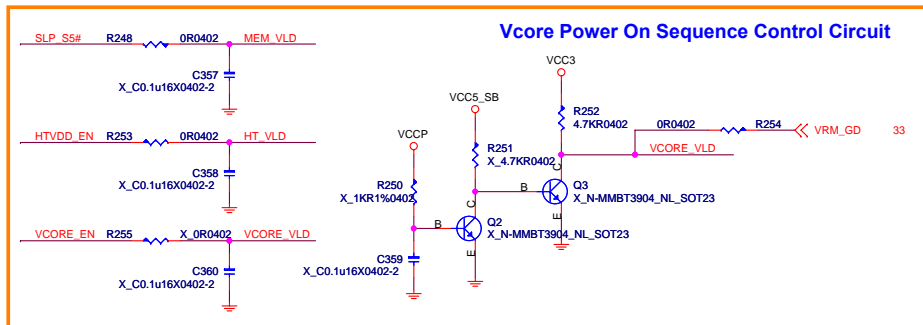 Vcore Power On Sequence Control Circuit
SLP_S5# R248 0R0402 MEM_VLD
C357
X_C0.1u16X0402-2
HTVDD_EN R253 0R0402 HT_VLD
C358
X_C0.1u16X0402-2
VCORE_EN R255 X_0R0402 VCORE_VLD
C360
X_C0.1u16X0402-2
VCCP
R250
X_1KR1%0402
C359
X_C0.1u16X0402-2
VCC5_SB
R251
X_4.7KR0402
B C E
Q2
X_N-MMBT3904_NL_SOT23
VCC3
R252
4.7KR0402
B C E
Q3
X_N-MMBT3904_NL_SOT23
0R0402 R254 VRM_GD 33
VCORE_VLD